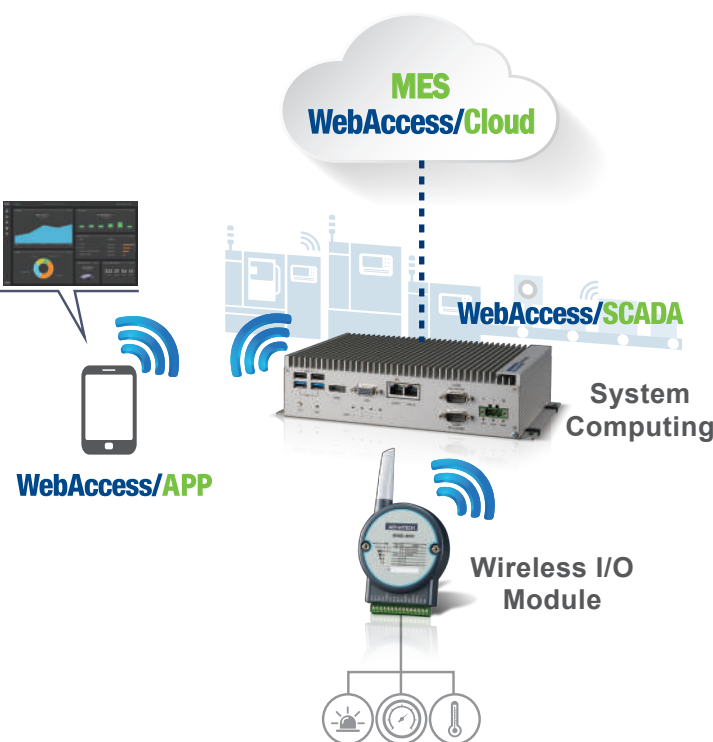 MES
WebAccess/Cloud
WebAccess/SCADA
System
Computing
WebAccess/APP
Wireless I/O
Module